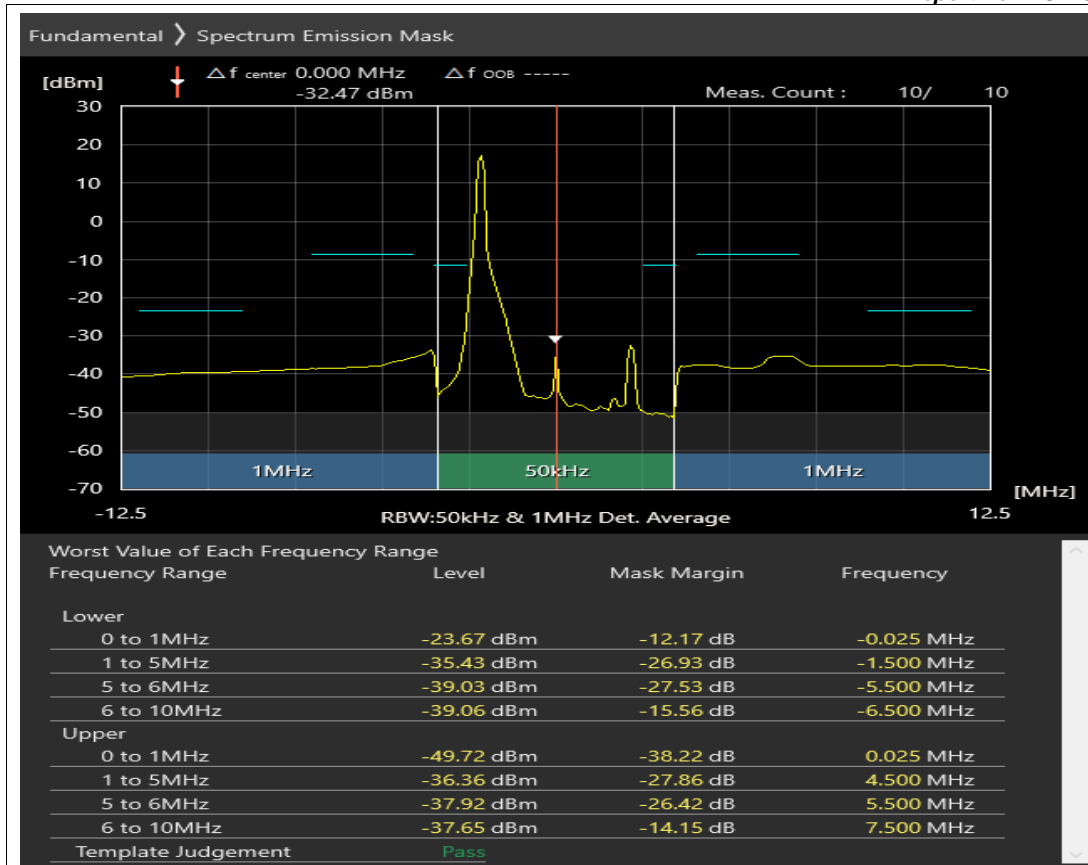 Fundamental 〉 Spectrum Emission Mask
[dBm] △ f center 0.000 MHz △ f OOB -----
-32.47 dBm Meas. Count : 10/ 10
30
20
10
0
-10
-20
-30
-40
-50
-60
1MHz 50kHz 1MHz
-70
[MHz]
-12.5 RBW:50kHz & 1MHz Det. Average 12.5
Worst Value of Each Frequency Range
Frequency Range Level Mask Margin Frequency
Lower
0 to 1MHz -23.67 dBm -12.17 dB -0.025 MHz
1 to 5MHz -35.43 dBm -26.93 dB -1.500 MHz
5 to 6MHz -39.03 dBm -27.53 dB -5.500 MHz
6 to 10MHz -39.06 dBm -15.56 dB -6.500 MHz
Upper
0 to 1MHz -49.72 dBm -38.22 dB 0.025 MHz
1 to 5MHz -36.36 dBm -27.86 dB 4.500 MHz
5 to 6MHz -37.92 dBm -26.42 dB 5.500 MHz
6 to 10MHz -37.65 dBm -14.15 dB 7.500 MHz
Template Judgement Pass